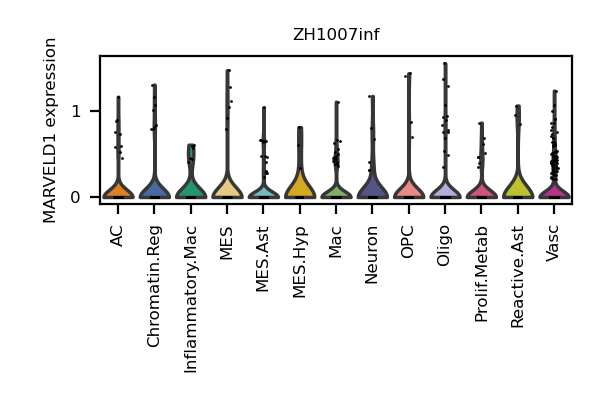 ZH1007inf
MARVELD1 expression
1
0
AC
Chromatin.Reg
Inflammatory.Mac
MES
MES.Ast
MES.Hyp
Mac
Neuron
OPC
Oligo
Prolif.Metab
Reactive.Ast
Vasc